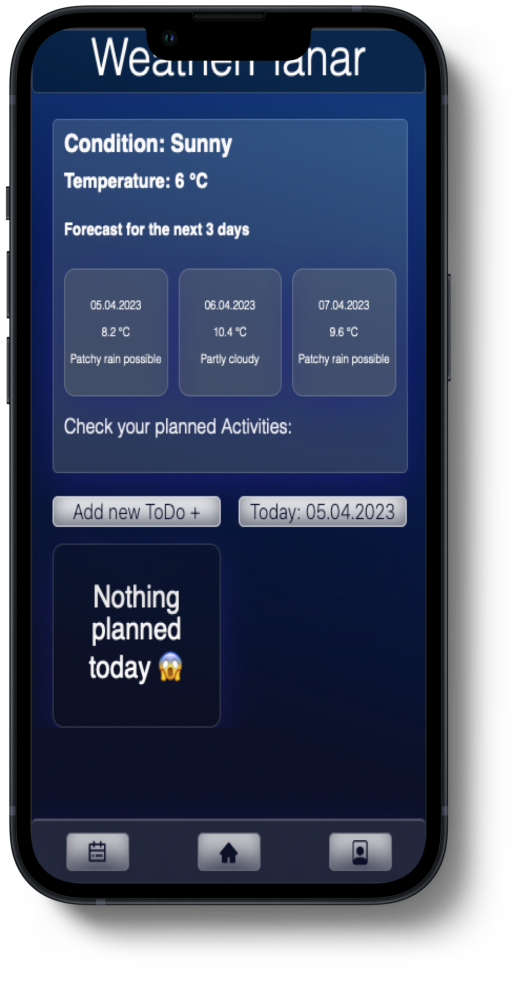 Condition: Sunny
Temperature: 6 °C
Forecast for the next 3 days
05.04.2023
8.2 °C
Patchy rain possible
06.04.2023
10.4 °C
Partly cloudy
07.04.2023
9.6 °C
Patchy rain possible
Check your planned Activities:
Add new ToDo +
Today: 05.04.2023
Nothing
planned
today 😱